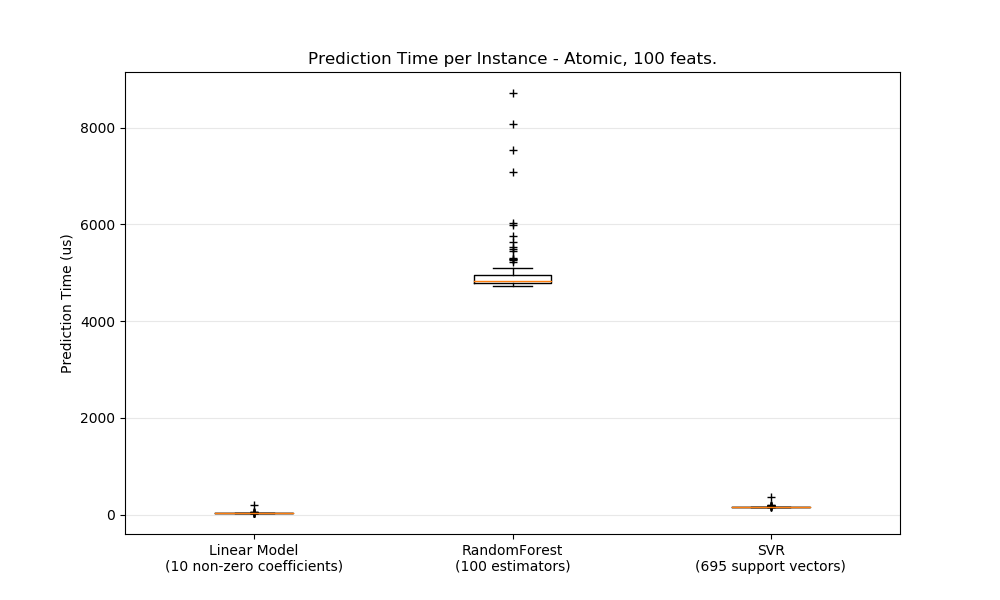 Prediction Time per Instance - Atomic, 100 feats.
Prediction Time (us)
8000
6000
4000
2000
0
Linear Model
(10 non-zero coefficients)
RandomForest
(100 estimators)
SVR
(695 support vectors)